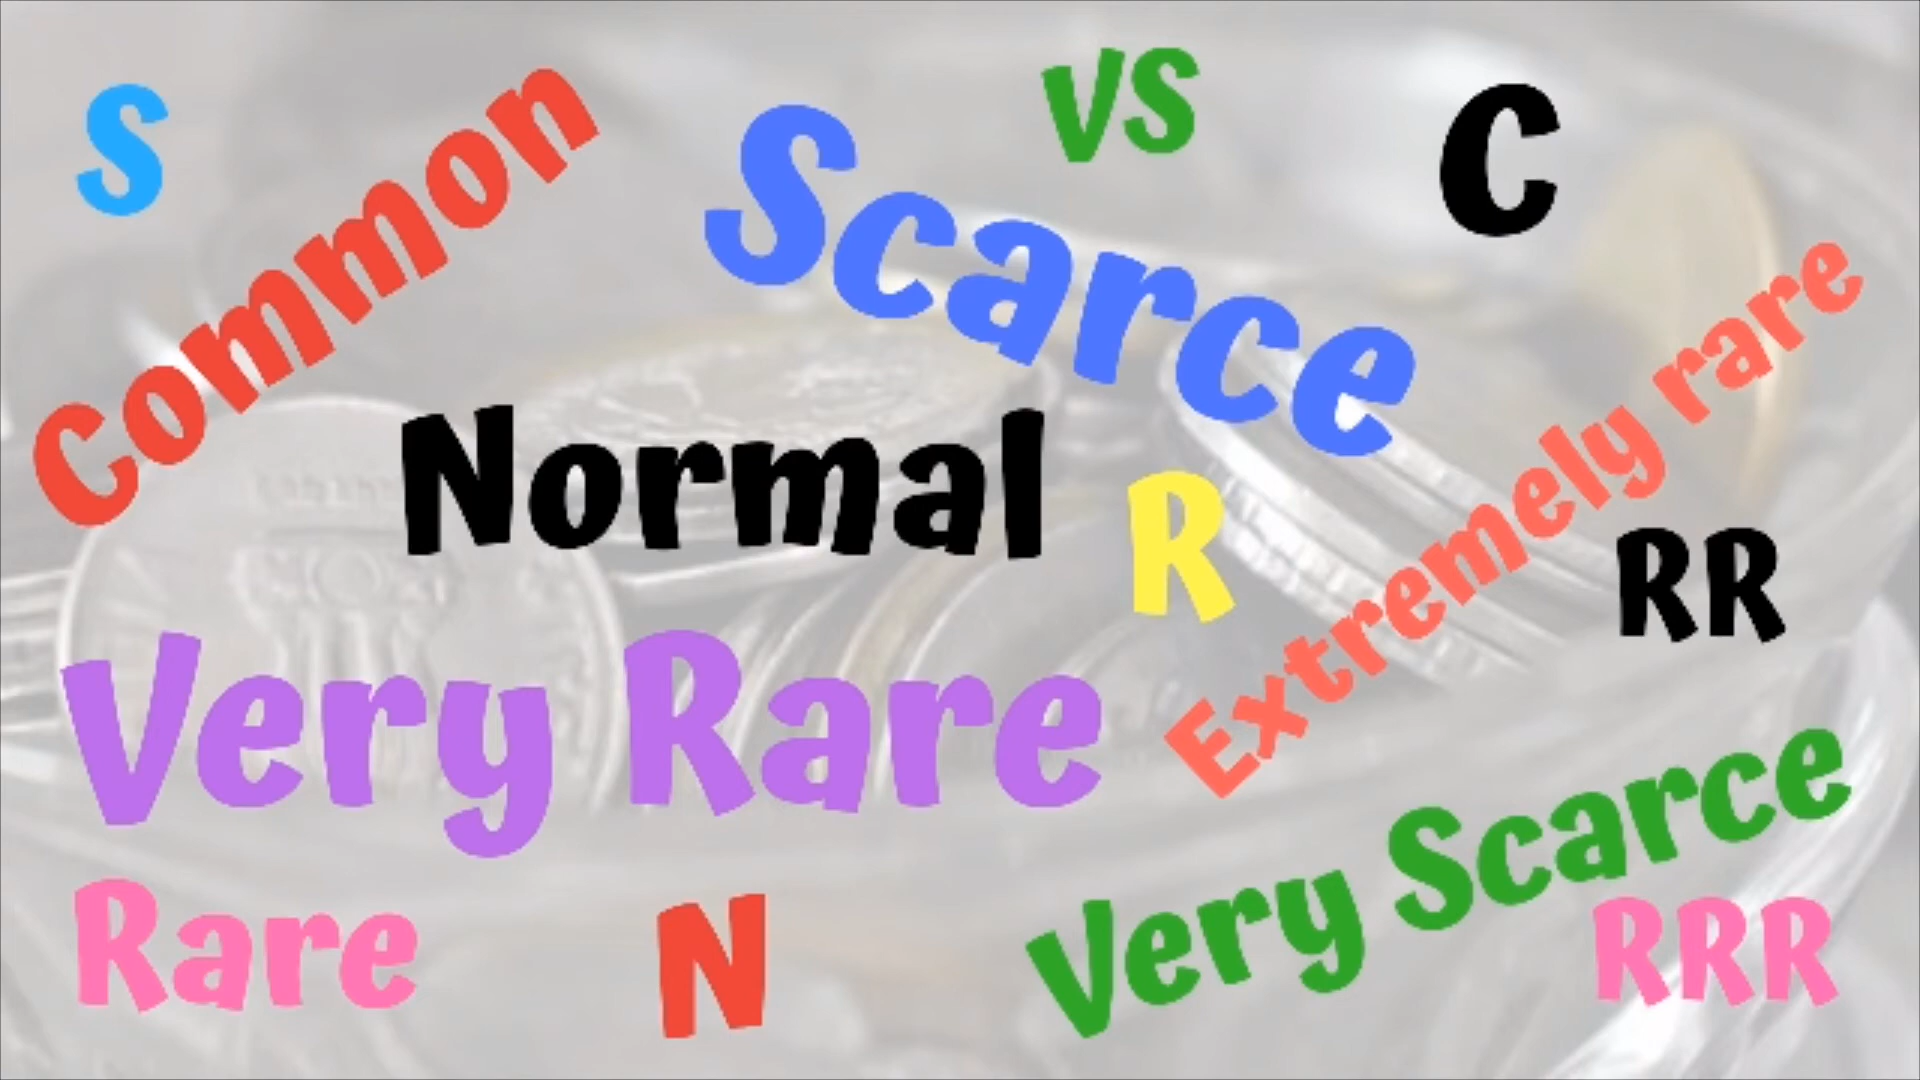 S
Common
Scarce
VS
C
Normal
R
Extremely rare
RR
Very Rare
Very Scarce
Rare
N
RRR